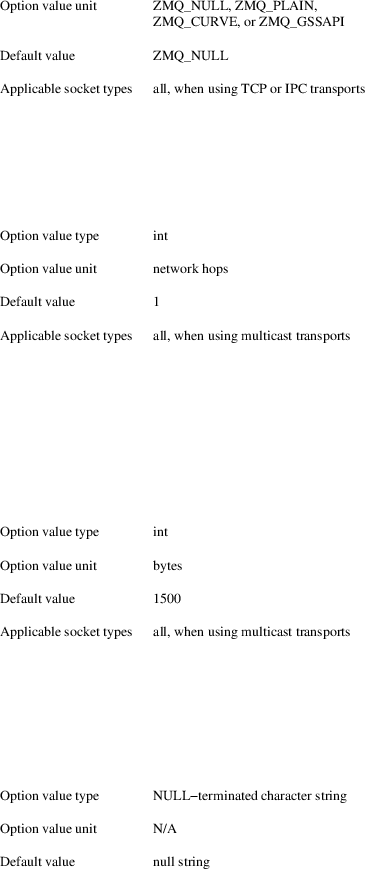 Option value unit ZMQ_NULL, ZMQ_PLAIN,
ZMQ_CURVE, or ZMQ_GSSAPI
Default value ZMQ_NULL
Applicable socket types all, when using TCP or IPC transports
Option value type int
Option value unit network hops
Default value 1
Applicable socket types all, when using multicast transports
Option value type int
Option value unit bytes
Default value 1500
Applicable socket types all, when using multicast transports
Option value type NULL−terminated character string
Option value unit N/A
Default value null string